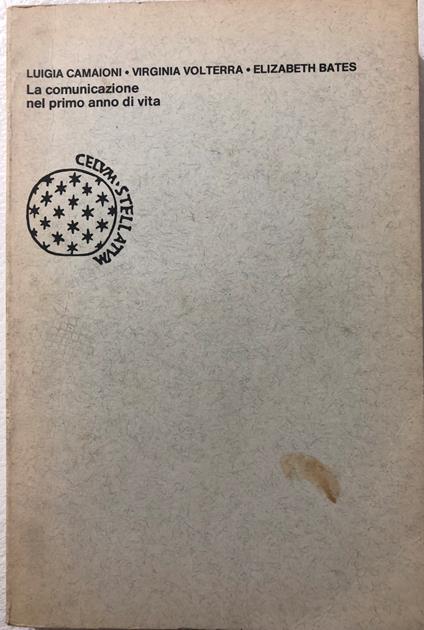 LUIGIA CAMAIONI • VIRGINIA VOLTERRA • ELIZABETH BATES
La comunicazione
nel primo anno di vita
CELVM·STELLATVM